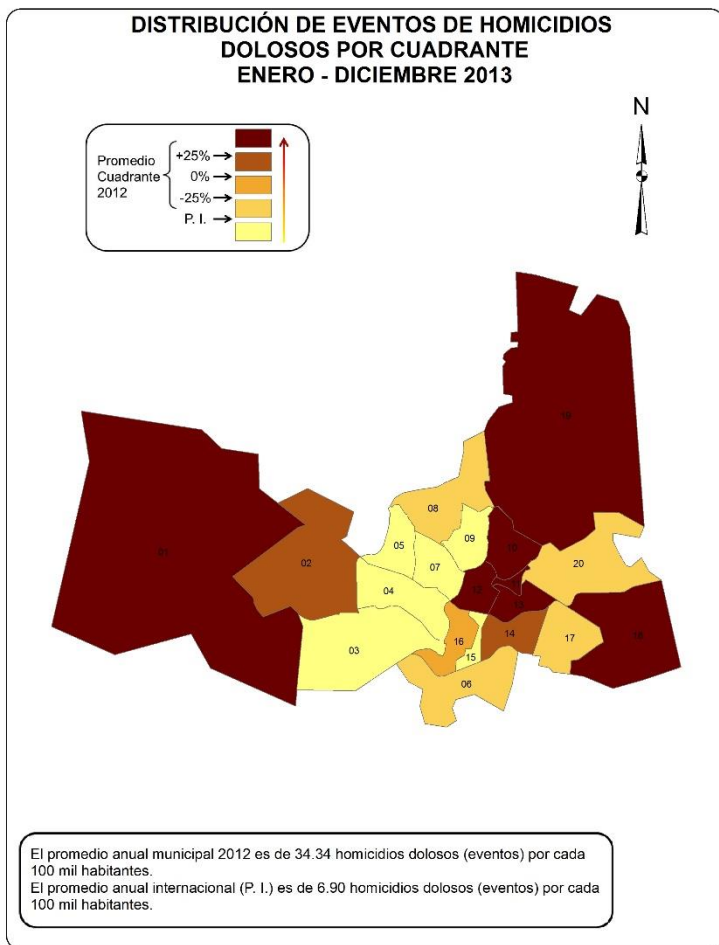 DISTRIBUCIÓN DE EVENTOS DE HOMICIDIOS
DOLOSOS POR CUADRANTE
ENERO - DICIEMBRE 2013
N
Promedio
Cuadrante
2012
+25%
0%
-25%
P. I.
19
08
09
05
10
20
01
02
07
04
12
11
13
16
14
17
18
03
15
06
El promedio anual municipal 2012 es de 34.34 homicidios dolosos (eventos) por cada
100 mil habitantes.
El promedio anual internacional (P. I.) es de 6.90 homicidios dolosos (eventos) por cada
100 mil habitantes.